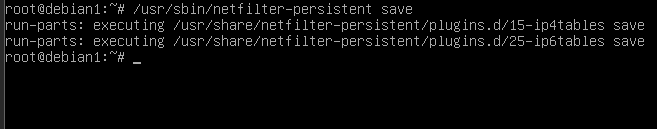 root@debian1:~# /usr/sbin/netfilter-persistent save
run-parts: executing /usr/share/netfilter-persistent/plugins.d/15-ip4tables save
run-parts: executing /usr/share/netfilter-persistent/plugins.d/25-ip6tables save
root@debian1:~# _